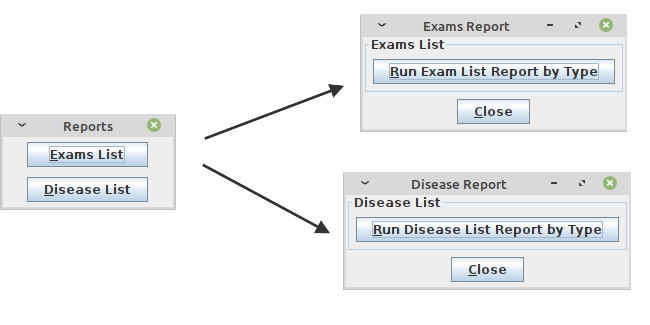 Reports
Exams List
Disease List
Exams Report
Exams List
Run Exam List Report by Type
Close
Disease Report
Disease List
Run Disease List Report by Type
Close